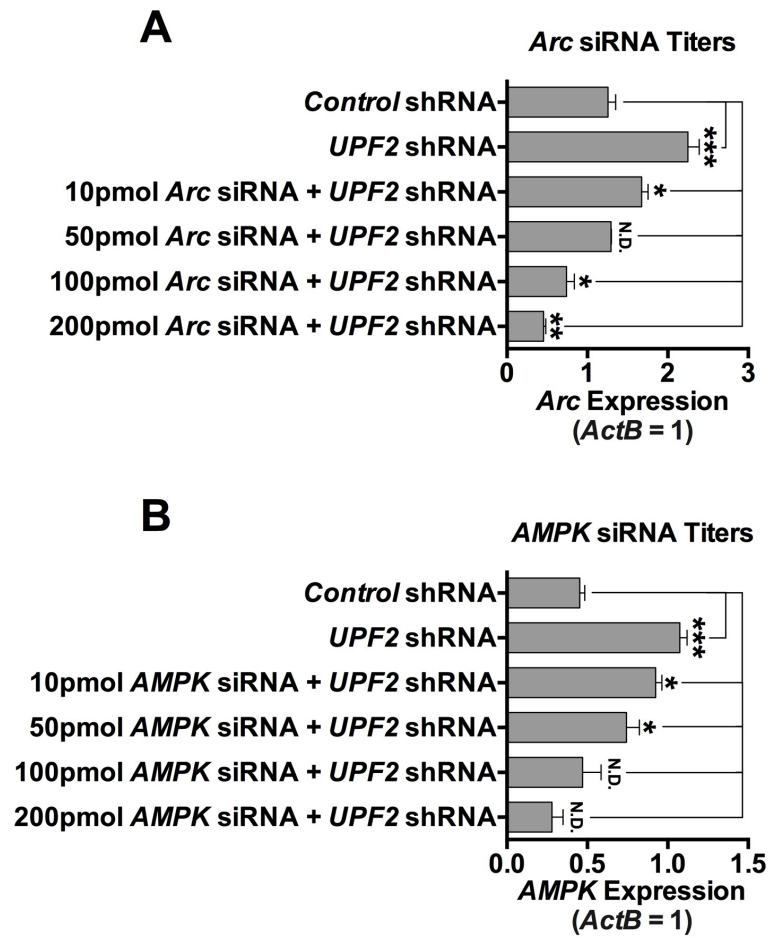 A
Arc siRNA Titers
Control shRNA
UPF2 shRNA
***
10pmol Arc siRNA + UPF2 shRNA
*
50pmol Arc siRNA + UPF2 shRNA
N.D.
100pmol Arc siRNA + UPF2 shRNA
*
200pmol Arc siRNA + UPF2 shRNA
**
0 1 2 3
Arc Expression
(ActB = 1)
B
AMPK siRNA Titers
Control shRNA
UPF2 shRNA
***
10pmol AMPK siRNA + UPF2 shRNA
*
50pmol AMPK siRNA + UPF2 shRNA
*
100pmol AMPK siRNA + UPF2 shRNA
N.D.
200pmol AMPK siRNA + UPF2 shRNA
N.D.
0.0 0.5 1.0 1.5
AMPK Expression
(ActB = 1)